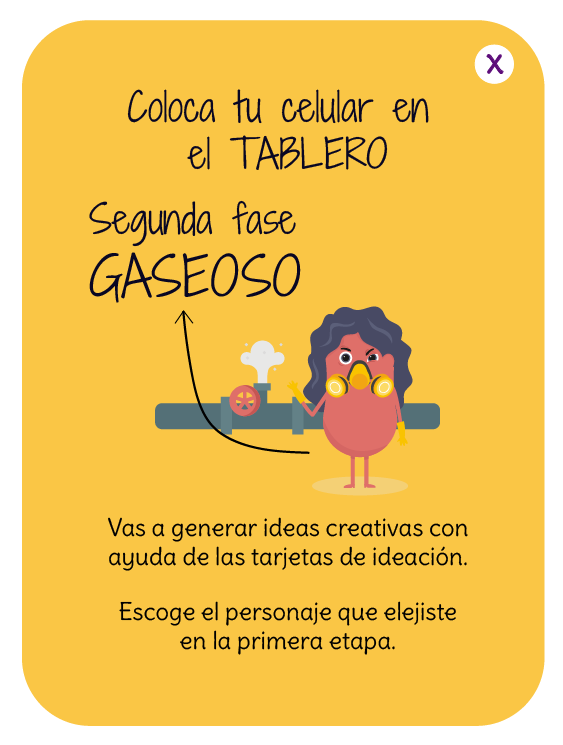 X
Coloca tu celular en
el TABLERO
Segunda fase
GASEOSO
Vas a generar ideas creativas con
ayuda de las tarjetas de ideación.
Escoge el personaje que elejiste
en la primera etapa.